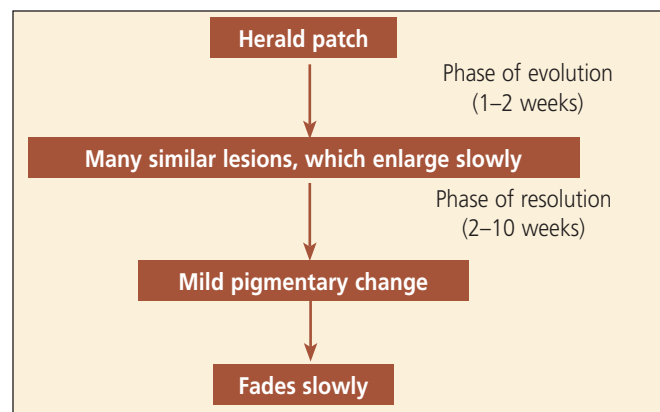 Herald patch
Phase of evolution
(1–2 weeks)
Many similar lesions, which enlarge slowly
Phase of resolution
(2–10 weeks)
Mild pigmentary change
Fades slowly